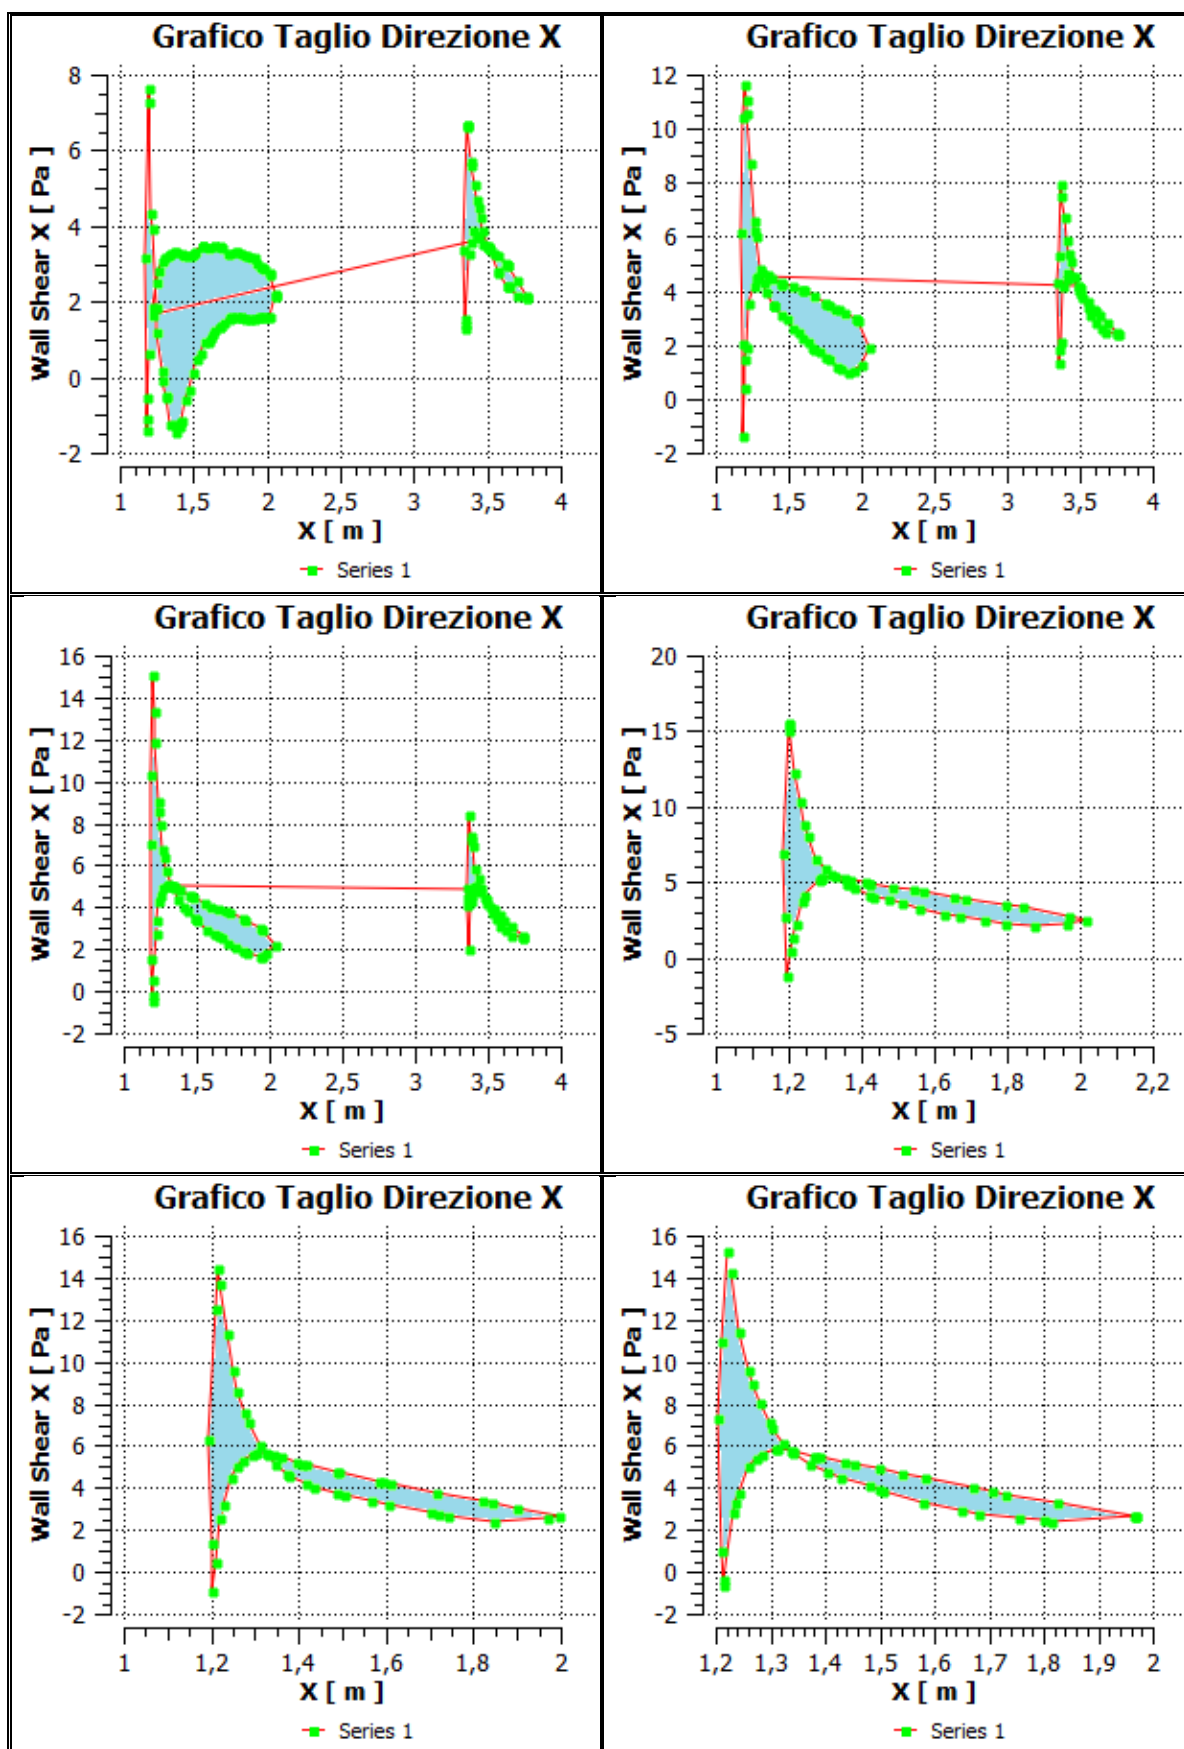 Grafico Taglio Direzione X
8
6
4
2
0
-2
Wall Shear X [ Pa ]
1 1,5 2 2,5 3 3,5 4
X [ m ]
Series 1
Grafico Taglio Direzione X
12
10
8
6
4
2
0
-2
Wall Shear X [ Pa ]
1 1,5 2 2,5 3 3,5 4
X [ m ]
Series 1
Grafico Taglio Direzione X
16
14
12
10
8
6
4
2
0
-2
Wall Shear X [ Pa ]
1 1,5 2 2,5 3 3,5 4
X [ m ]
Series 1
Grafico Taglio Direzione X
20
15
10
5
0
-5
Wall Shear X [ Pa ]
1 1,2 1,4 1,6 1,8 2 2,2
X [ m ]
Series 1
Grafico Taglio Direzione X
16
14
12
10
8
6
4
2
0
-2
Wall Shear X [ Pa ]
1 1,2 1,4 1,6 1,8 2
X [ m ]
Series 1
Grafico Taglio Direzione X
16
14
12
10
8
6
4
2
0
-2
Wall Shear X [ Pa ]
1,2 1,3 1,4 1,5 1,6 1,7 1,8 1,9 2
X [ m ]
Series 1